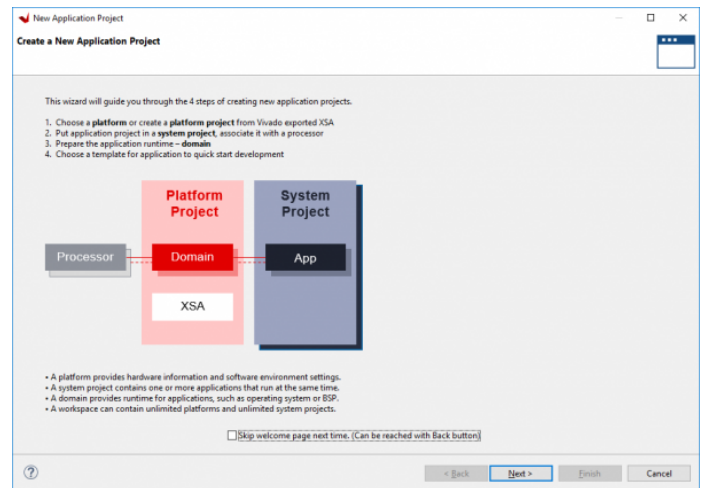 New Application Project
Create a New Application Project
This wizard will guide you through the 4 steps of creating new application projects.
1. Choose a platform or create a platform project from Vivado exported XSA
2. Put application project in a system project, associate it with a processor
3. Prepare the application runtime – domain
4. Choose a template for application to quick start development
Platform
Project
System
Project
Processor
Domain
App
XSA
• A platform provides hardware information and software environment settings.
• A system project contains one or more applications that run at the same time.
• A domain provides runtime for applications, such as operating system or BSP.
• A workspace can contain unlimited platforms and unlimited system projects.
Skip welcome page next time. (Can be reached with Back button)
?
< Back
Next >
Finish
Cancel